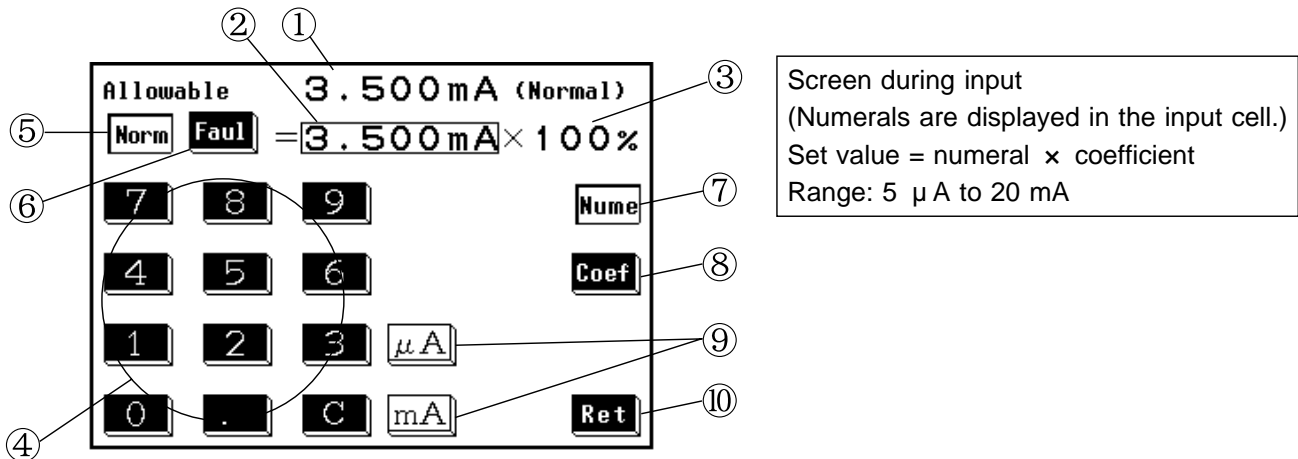 ② ①
Allowable 3.500mA (Normal) ③
⑤ Norm Faul =3.500mA×100%
⑥ 7 8 9 Nume ⑦
4 5 6 Coef ⑧
1 2 3 μA ⑨
④ 0 . C mA Ret ⑩
Screen during input
(Numerals are displayed in the input cell.)
Set value = numeral × coefficient
Range: 5 μA to 20 mA